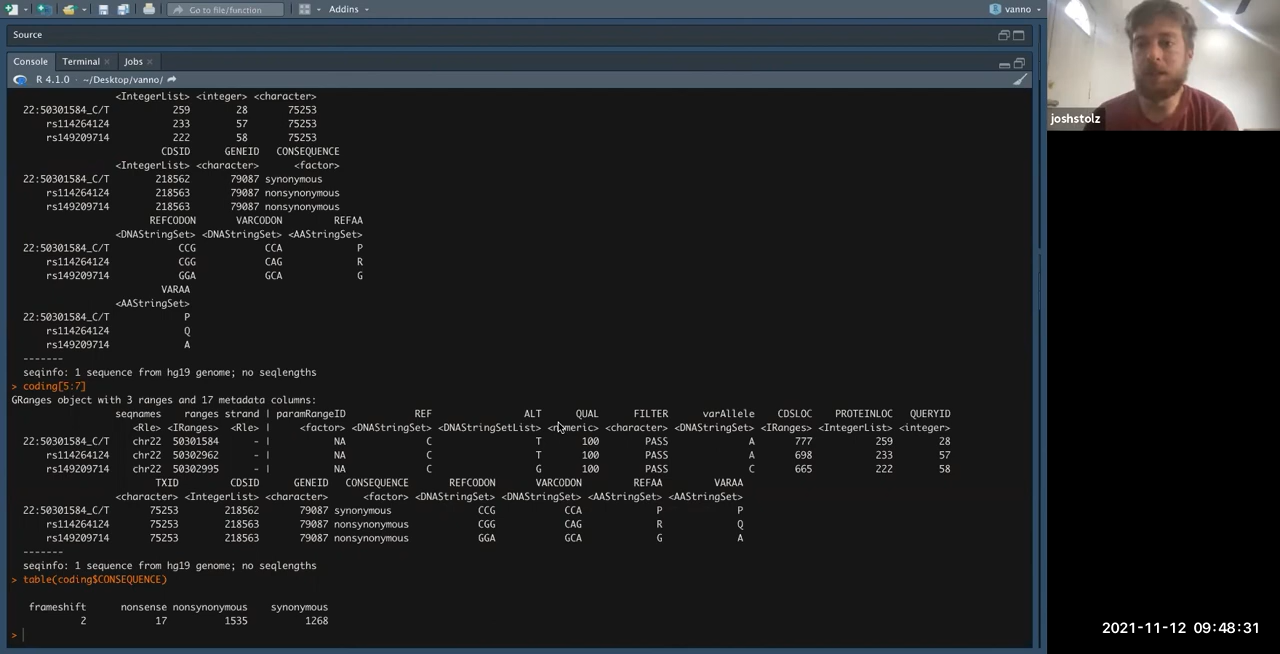 Go to file/function
Addins
vanno
Source
Console Terminal Jobs
R 4.1.0 · ~/Desktop/vanno/
joshstolz
<IntegerList> <integer> <character>
22:50301584_C/T 259 28 75253
rs114264124 233 57 75253
rs149209714 222 58 75253
CDSID GENEID CONSEQUENCE
<IntegerList> <character> <factor>
22:50301584_C/T 218562 79087 synonymous
rs114264124 218563 79087 nonsynonymous
rs149209714 218563 79087 nonsynonymous
REFCODON VARCODON REFAA
<DNAStringSet> <DNAStringSet> <AAStringSet>
22:50301584_C/T CCG CCA P
rs114264124 CGG CAG R
rs149209714 GGA GCA G
VARAA
<AAStringSet>
22:50301584_C/T P
rs114264124 Q
rs149209714 A
-------
seqinfo: 1 sequence from hg19 genome; no seqlengths
> coding[5:7]
GRanges object with 3 ranges and 17 metadata columns:
seqnames ranges strand | paramRangeID REF ALT QUAL FILTER varAllele CDSLOC PROTEINLOC QUERYID
<Rle> <IRanges> <Rle> | <factor> <DNAStringSet> <DNAStringSetList> <numeric> <character> <DNAStringSet> <IRanges> <IntegerList> <integer>
22:50301584_C/T chr22 50301584 - | NA C T 100 PASS A 777 259 28
rs114264124 chr22 50302962 - | NA C T 100 PASS A 698 233 57
rs149209714 chr22 50302995 - | NA C G 100 PASS C 665 222 58
TXID CDSID GENEID CONSEQUENCE REFCODON VARCODON REFAA VARAA
<character> <IntegerList> <character> <factor> <DNAStringSet> <DNAStringSet> <AAStringSet> <AAStringSet>
22:50301584_C/T 75253 218562 79087 synonymous CCG CCA P P
rs114264124 75253 218563 79087 nonsynonymous CGG CAG R Q
rs149209714 75253 218563 79087 nonsynonymous GGA GCA G A
-------
seqinfo: 1 sequence from hg19 genome; no seqlengths
> table(coding$CONSEQUENCE)
frameshift nonsense nonsynonymous synonymous
2 17 1535 1268
>
2021-11-12 09:48:31